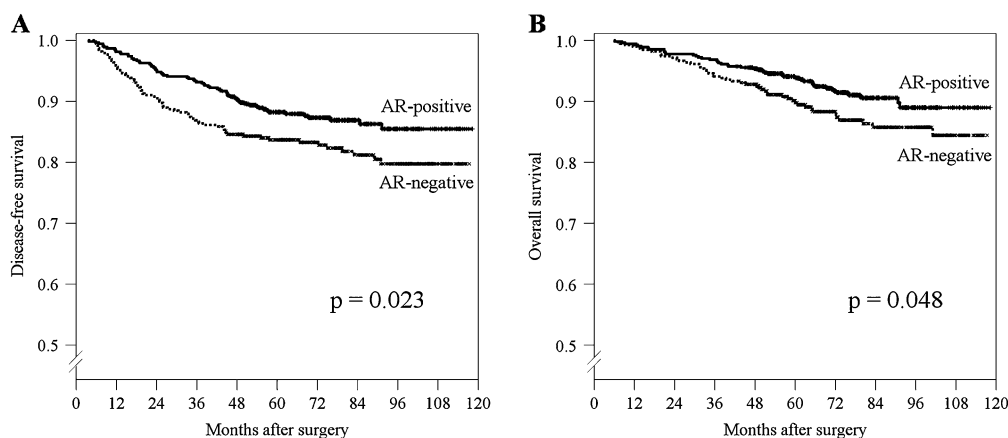 A
1.0
0.9
0.8
0.7
0.6
0.5
Disease-free survival
AR-positive
AR-negative
p = 0.023
0 12 24 36 48 60 72 84 96 108 120
Months after surgery
B
1.0
0.9
0.8
0.7
0.6
0.5
Overall survival
AR-positive
AR-negative
p = 0.048
0 12 24 36 48 60 72 84 96 108 120
Months after surgery